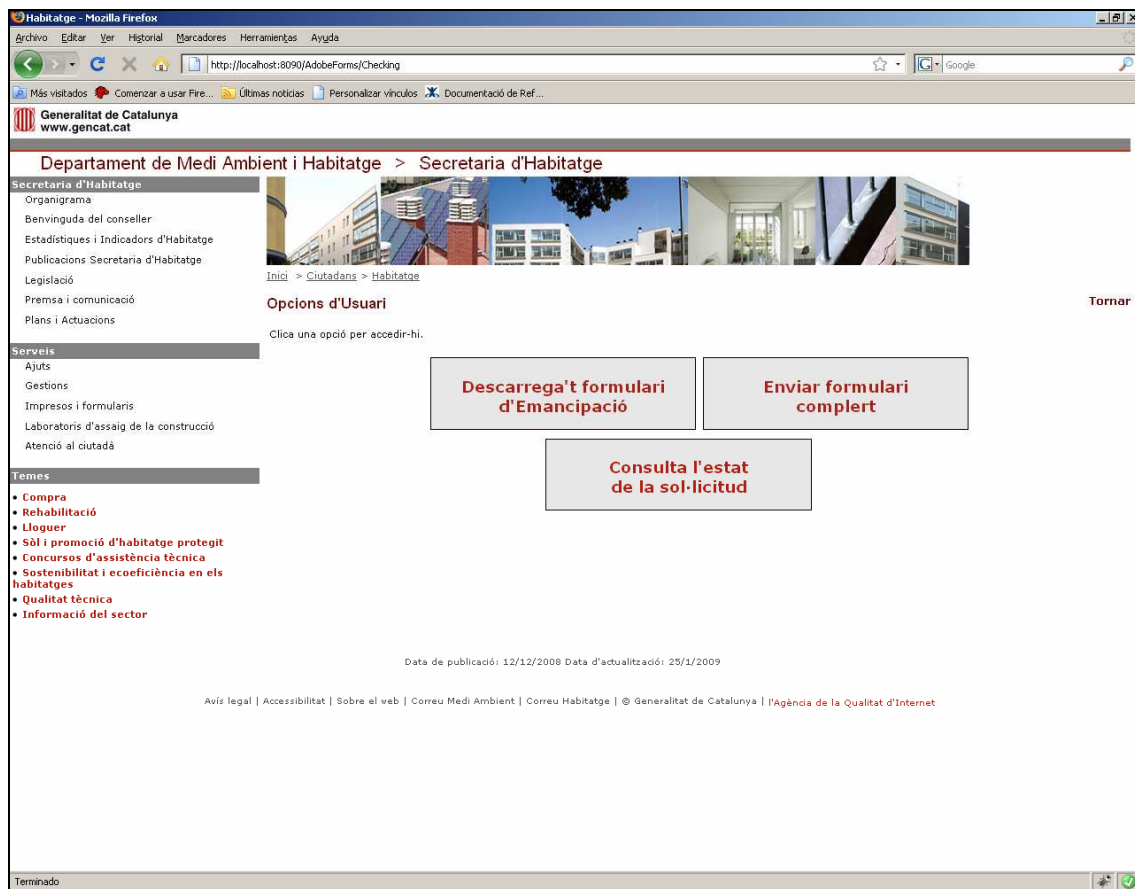 Habitatge - Mozilla Firefox
Archivo Editar Ver Historial Marcadores Herramientas Ayuda
http://localhost:8090/AdobeForms/Checking
Google
Más visitados Comenzar a usar Fire... Últimas noticias Personalizar vínculos Documentació de Ref...
Generalitat de Catalunya
www.gencat.cat
Departament de Medi Ambient i Habitatge > Secretaria d'Habitatge
Secretaria d'Habitatge
Organigrama
Benvinguda del conseller
Estadístiques i Indicadors d'Habitatge
Publicacions Secretaria d'Habitatge
Legislació
Premsa i comunicació
Plans i Actuacions
Serveis
Ajuts
Gestions
Impresos i formularis
Laboratoris d'assaig de la construcció
Atenció al ciutadà
Temes
• Compra
• Rehabilitació
• Lloguer
• Sòl i promoció d'habitatge protegit
• Concursos d'assistència tècnica
• Sostenibilitat i ecoeficiència en els
habitatges
• Qualitat tècnica
• Informació del sector
Inici > Ciutadans > Habitatge
Opcions d'Usuari
Tornar
Clica una opció per accedir-hi.
Descarrega't formulari
d'Emancipació
Enviar formulari
complert
Consulta l'estat
de la sol·licitud
Data de publicació: 12/12/2008 Data d'actualització: 25/1/2009
Avís legal | Accessibilitat | Sobre el web | Correu Medi Ambient | Correu Habitatge | © Generalitat de Catalunya | l'Agència de la Qualitat d'Internet
Terminado